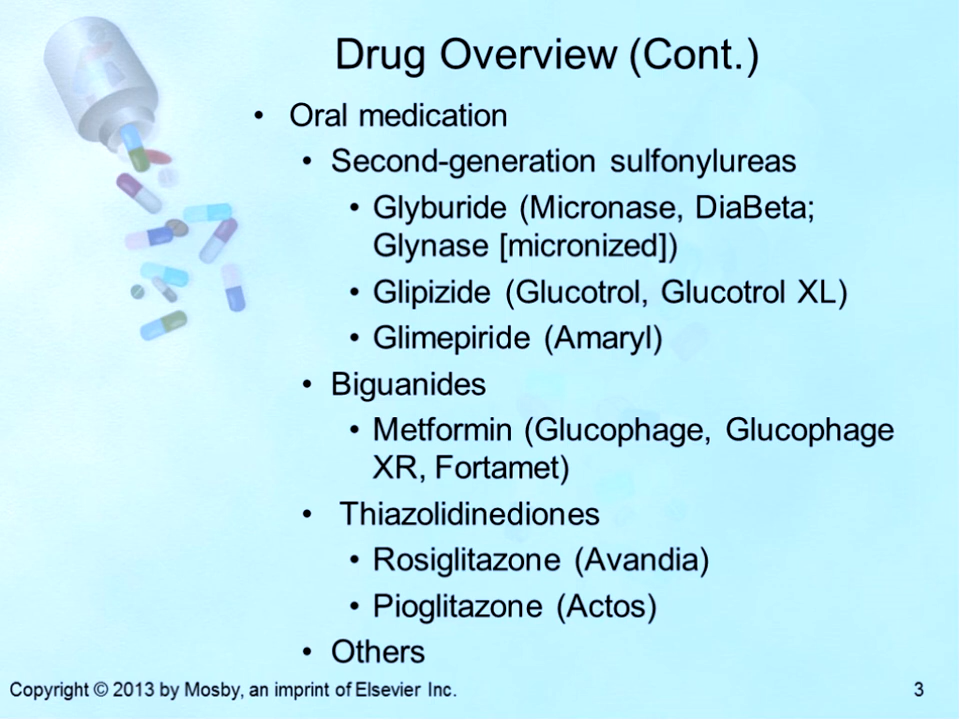 Drug Overview (Cont.)
• Oral medication
• Second-generation sulfonylureas
• Glyburide (Micronase, DiaBeta;
Glynase [micronized])
• Glipizide (Glucotrol, Glucotrol XL)
• Glimepiride (Amaryl)
• Biguanides
• Metformin (Glucophage, Glucophage
XR, Fortamet)
• Thiazolidinediones
• Rosiglitazone (Avandia)
• Pioglitazone (Actos)
• Others
Copyright © 2013 by Mosby, an imprint of Elsevier Inc.
3